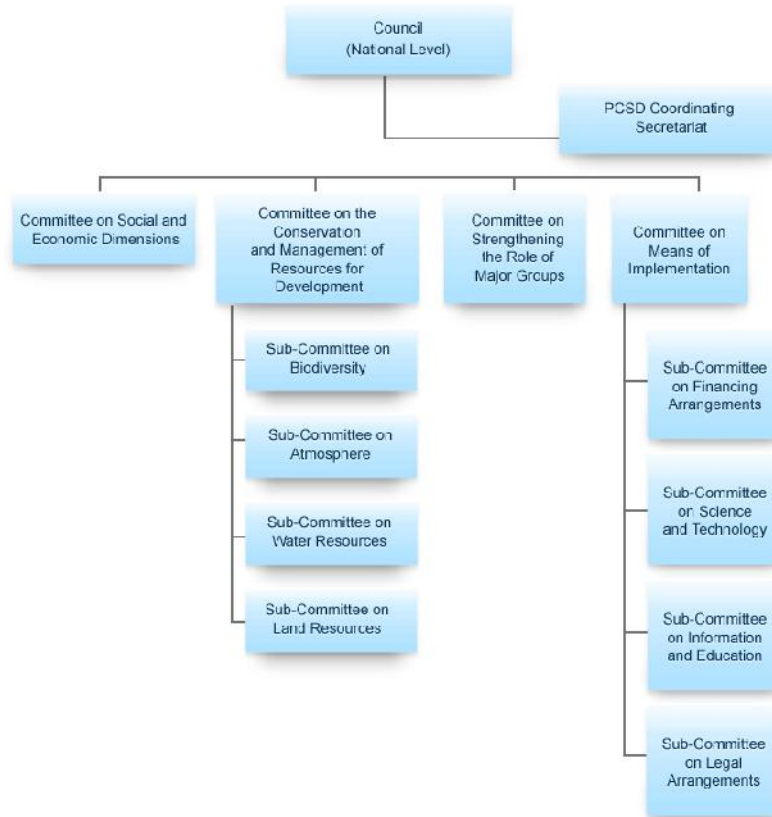 Council
(National Level)
PCSD Coordinating
Secretariat
Committee on Social and
Economic Dimensions
Committee on the
Conservation
and Management of
Resources for
Development
Committee on
Strengthening
the Role of
Major Groups
Committee on
Means of
Implementation
Sub-Committee on
Biodiversity
Sub-Committee on
Atmosphere
Sub-Committee on
Water Resources
Sub-Committee on
Land Resources
Sub-Committee
on Financing
Arrangements
Sub-Committee
on Science
and Technology
Sub-Committee
on Information
and Education
Sub-Committee
on Legal
Arrangements